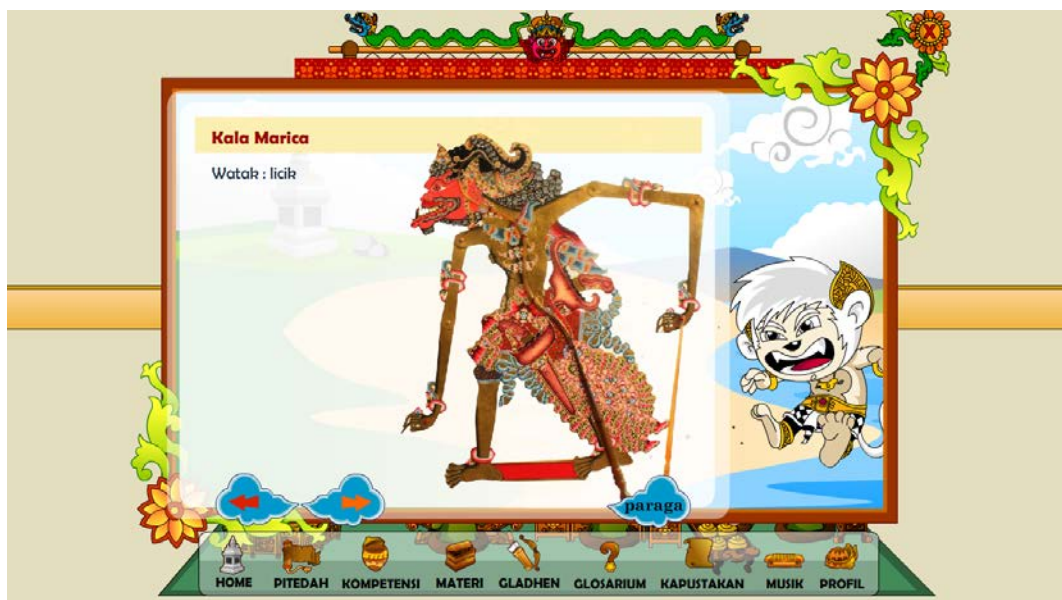 X
Kala Marica
Watak : licik
paraga
HOME PITEDAH KOMPETENSI MATERI GLADHEN GLOSARIUM KAPUSTAKAN MUSIK PROFIL